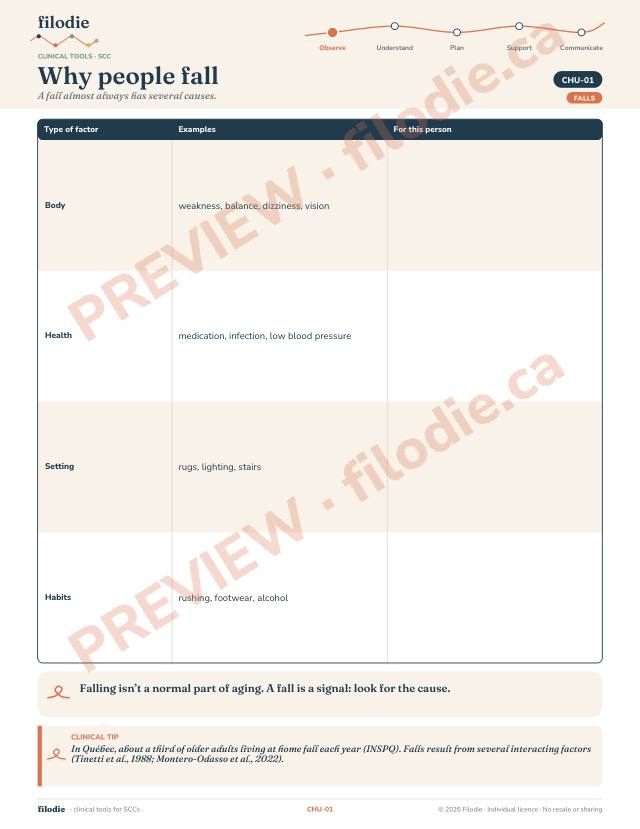 filodie
CLINICAL TOOLS · SCC
Observe Understand Plan Support Communicate
Why people fall
A fall almost always has several causes.
CHU-01
FALLS
Type of factor Examples For this person
Body weakness, balance, dizziness, vision
Health medication, infection, low blood pressure
Setting rugs, lighting, stairs
Habits rushing, footwear, alcohol
PREVIEW · filodie.ca
PREVIEW · filodie.ca
Falling isn't a normal part of aging. A fall is a signal: look for the cause.
CLINICAL TIP
In Québec, about a third of older adults living at home fall each year (INSPQ). Falls result from several interacting factors
(Tinetti et al., 1988; Montero-Odasso et al., 2022).
filodie · clinical tools for SCCs CHU-01 © 2026 Filodie · Individual licence · No resale or sharing